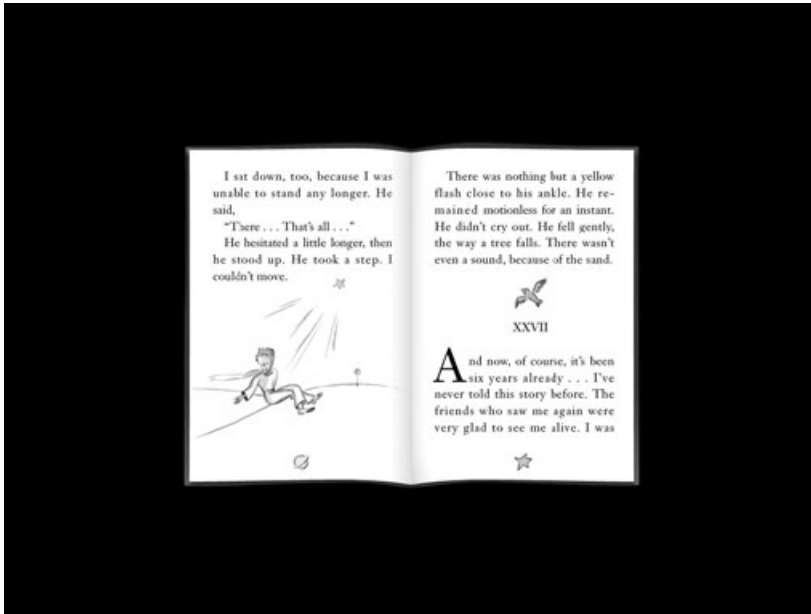 I sat down, too, because I was
unable to stand any longer. He
said,
“There . . . That’s all . . .”
He hesitated a little longer, then
he stood up. He took a step. I
couldn’t move.
There was nothing but a yellow
flash close to his ankle. He re-
mained motionless for an instant.
He didn’t cry out. He fell gently,
the way a tree falls. There wasn’t
even a sound, because of the sand.
XXVII
And now, of course, it’s been
six years already . . . I’ve
never told this story before. The
friends who saw me again were
very glad to see me alive. I was